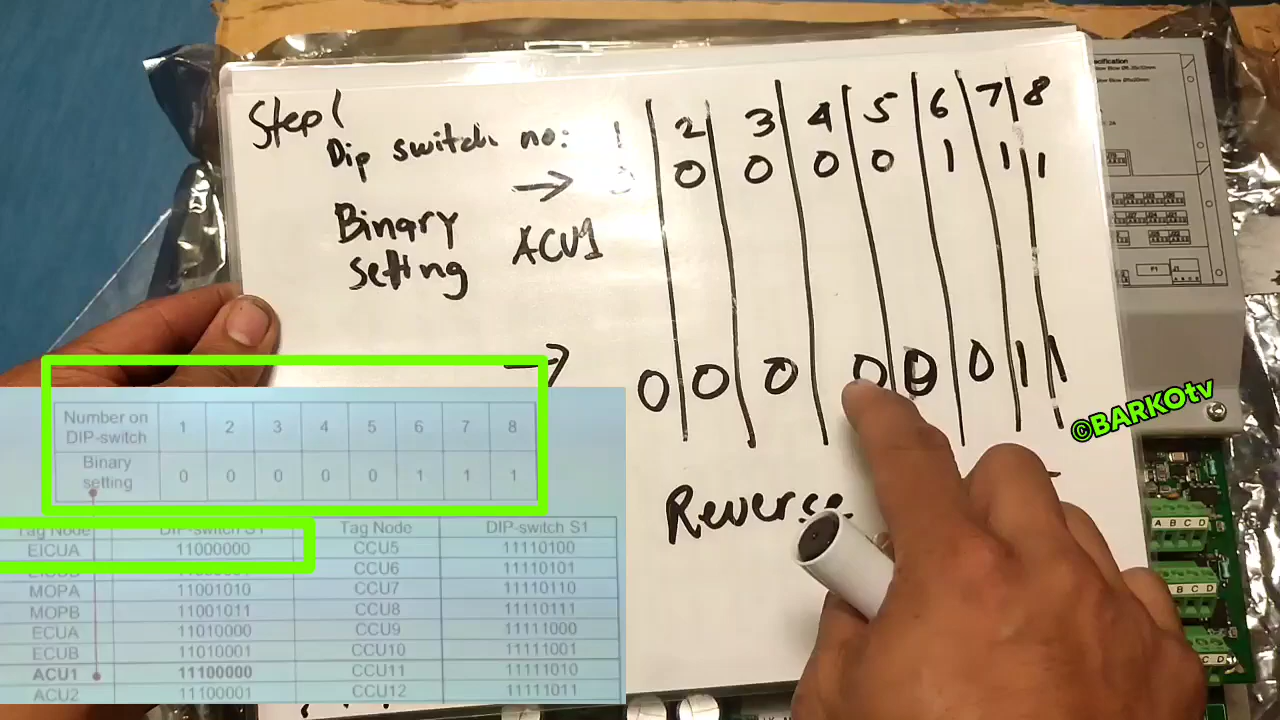 Step 1
Dip switch no: 1 2 3 4 5 6 7 8
→ 0 0 0 0 0 1 1 1
Binary
setting ACU1
→ 0 0 0 0 0 0 1 1
Reverse
©BARKOtv
Number on
DIP-switch 1 2 3 4 5 6 7 8
Binary
setting 0 0 0 0 0 1 1 1
Tag Node DIP-switch S1 Tag Node DIP-switch S1
EICUA 11000000 CCU5 11110100
CCU6 11110101
MOPA 11001010 CCU7 11110110
MOPB 11001011 CCU8 11110111
ECUA 11010000 CCU9 11111000
ECUB 11010001 CCU10 11111001
ACU1 11100000 CCU11 11111010
ACU2 11100001 CCU12 11111011
A B C D
A B C D
A B C D